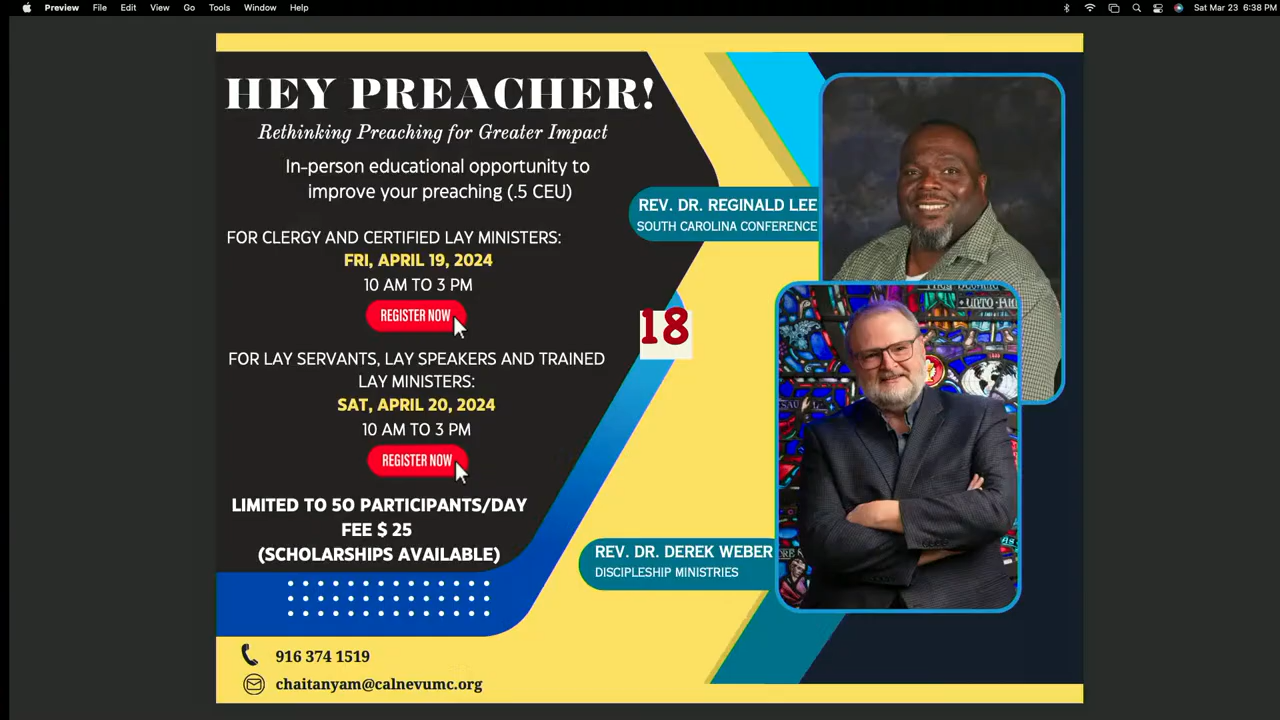 Preview File Edit View Go Tools Window Help Sat Mar 23 6:38 PM
HEY PREACHER!
Rethinking Preaching for Greater Impact
In-person educational opportunity to
improve your preaching (.5 CEU)
FOR CLERGY AND CERTIFIED LAY MINISTERS:
FRI, APRIL 19, 2024
10 AM TO 3 PM
REGISTER NOW
FOR LAY SERVANTS, LAY SPEAKERS AND TRAINED
LAY MINISTERS:
SAT, APRIL 20, 2024
10 AM TO 3 PM
REGISTER NOW
LIMITED TO 50 PARTICIPANTS/DAY
FEE $ 25
(SCHOLARSHIPS AVAILABLE)
916 374 1519
chaitanyam@calnevumc.org
REV. DR. REGINALD LEE
SOUTH CAROLINA CONFERENCE
18
REV. DR. DEREK WEBER
DISCIPLESHIP MINISTRIES
UNTO